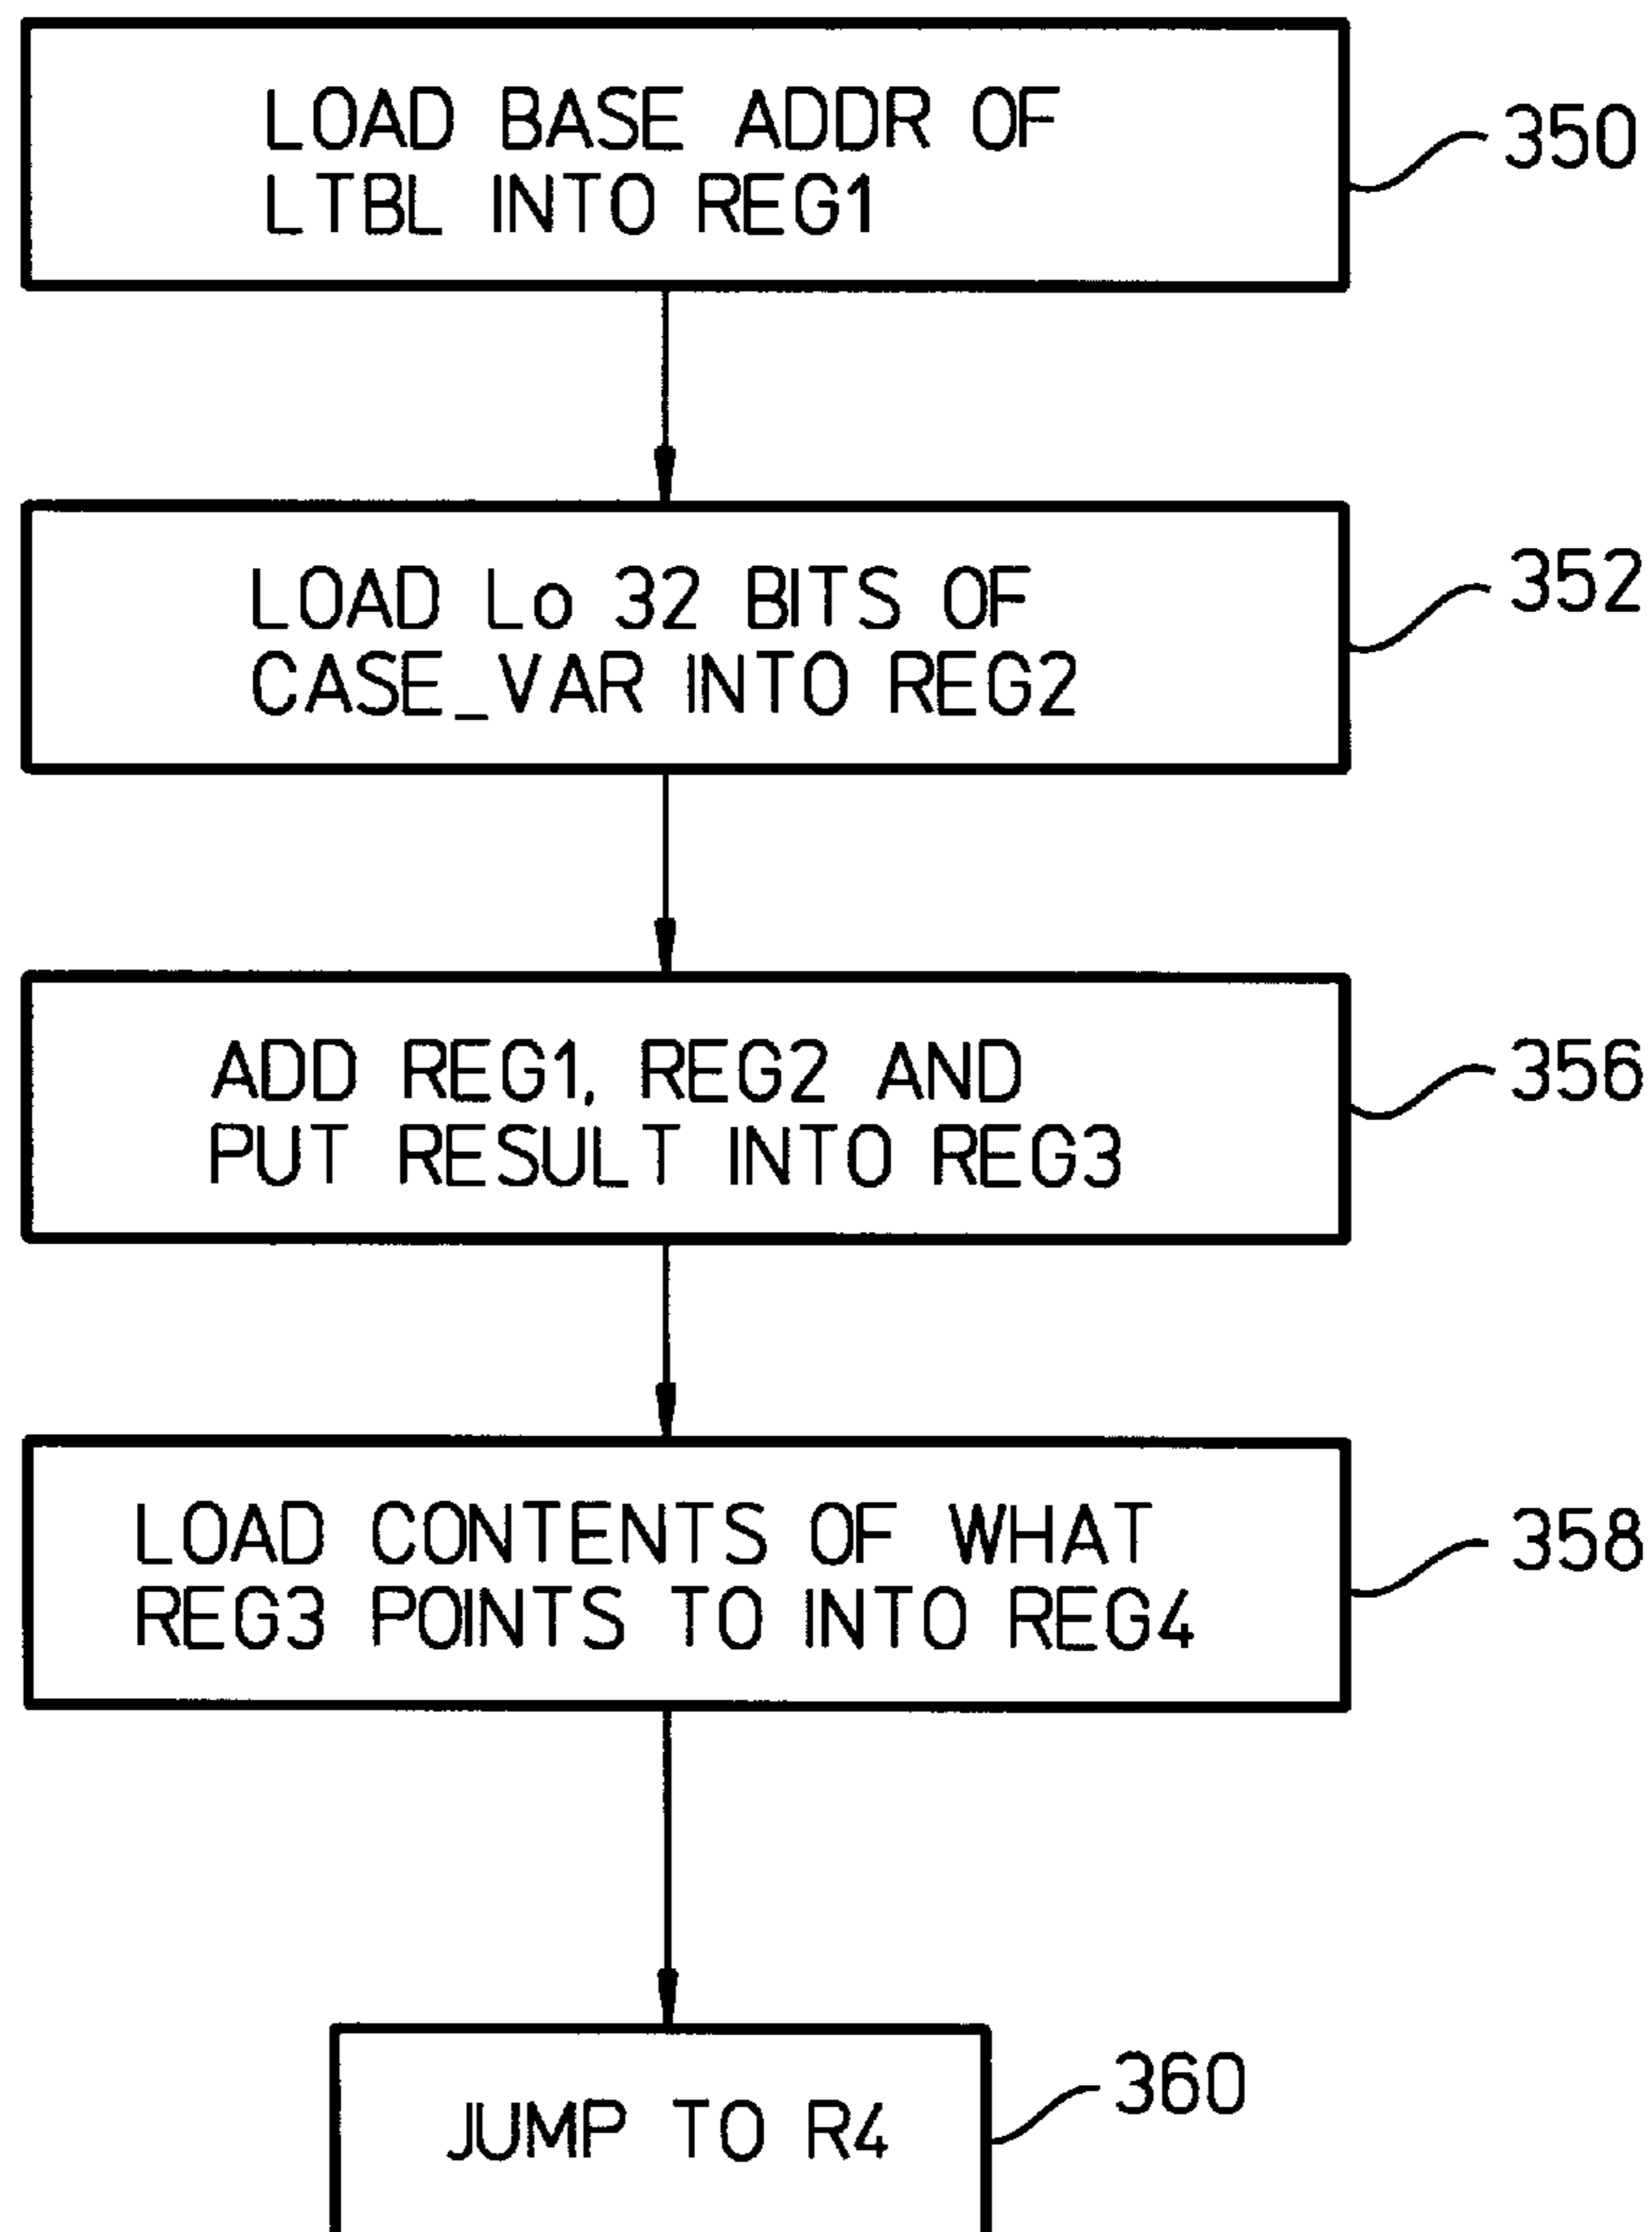 LOAD BASE ADDR OF
LTBL INTO REG1
350
LOAD Lo 32 BITS OF
CASE_VAR INTO REG2
352
ADD REG1, REG2 AND
PUT RESULT INTO REG3
356
LOAD CONTENTS OF WHAT
REG3 POINTS TO INTO REG4
358
JUMP TO R4
360